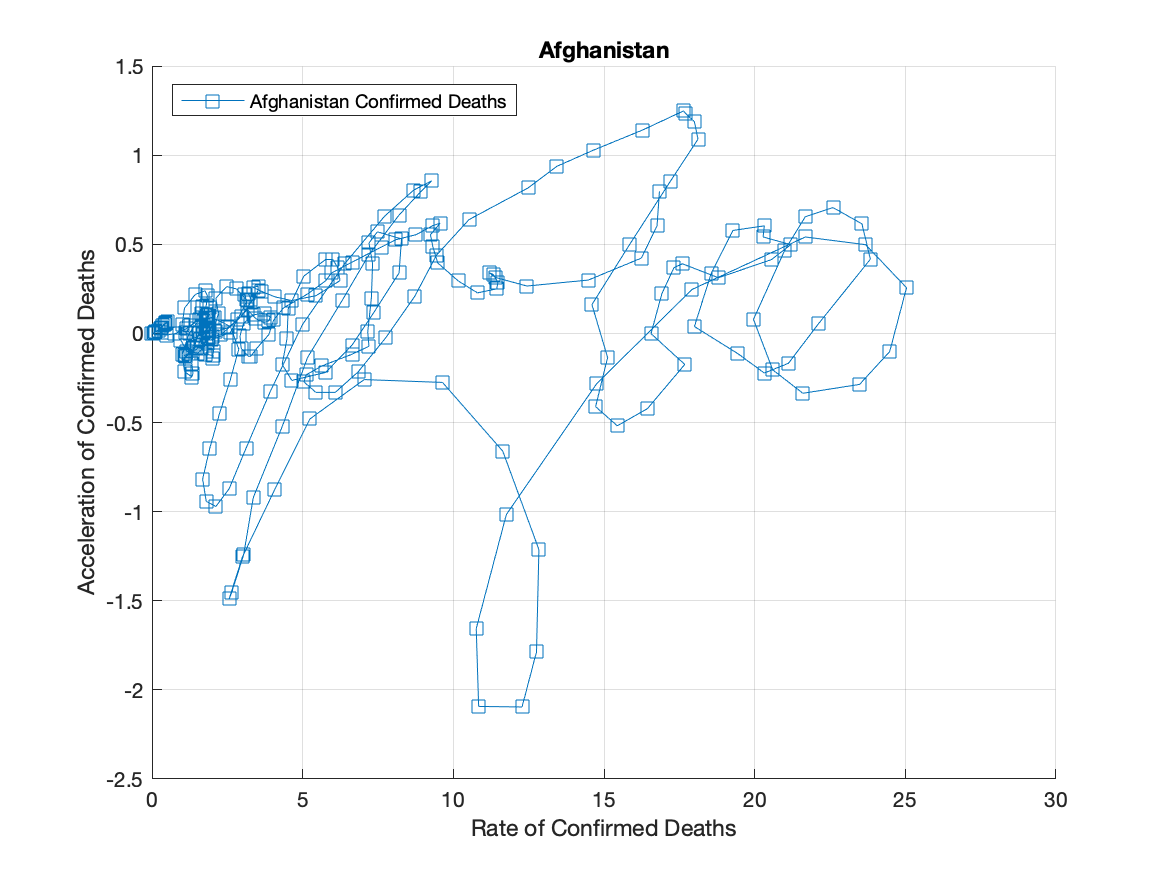 Afghanistan
Afghanistan Confirmed Deaths
1.5
1
0.5
0
-0.5
-1
-1.5
-2
-2.5
0 5 10 15 20 25 30
Rate of Confirmed Deaths
Acceleration of Confirmed Deaths